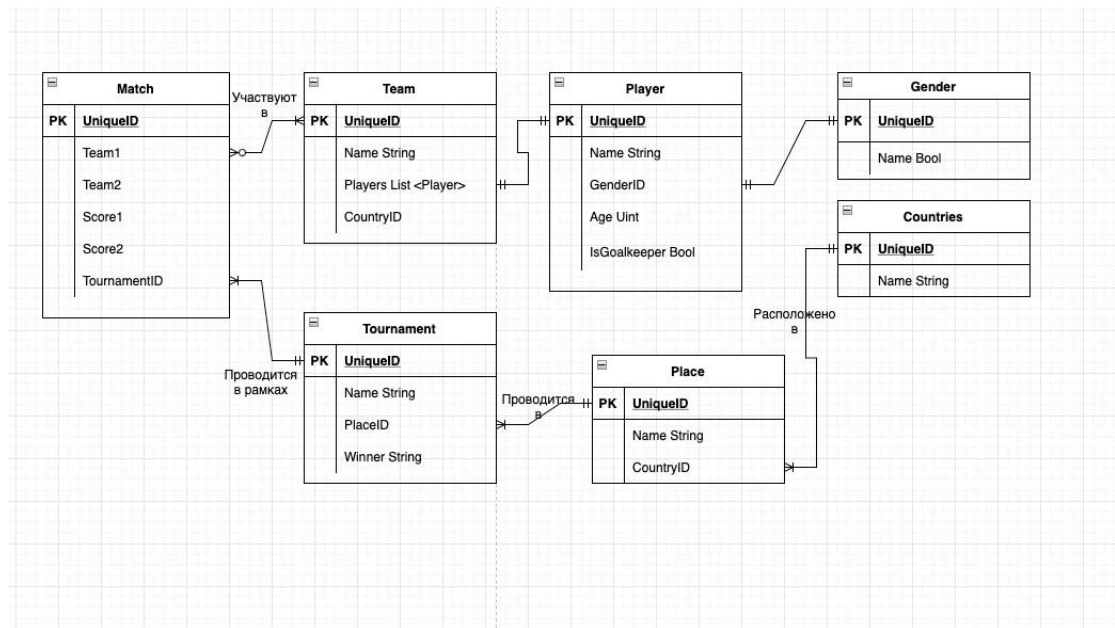 Match
PK UniqueID
Team1
Team2
Score1
Score2
TournamentID
Участвуют
в
Team
PK UniqueID
Name String
Players List <Player>
CountryID
Player
PK UniqueID
Name String
GenderID
Age Uint
IsGoalkeeper Bool
Gender
PK UniqueID
Name Bool
Countries
PK UniqueID
Name String
Расположено
в
Проводится
в рамках
Tournament
PK UniqueID
Name String
PlaceID
Winner String
Проводится
в
Place
PK UniqueID
Name String
CountryID